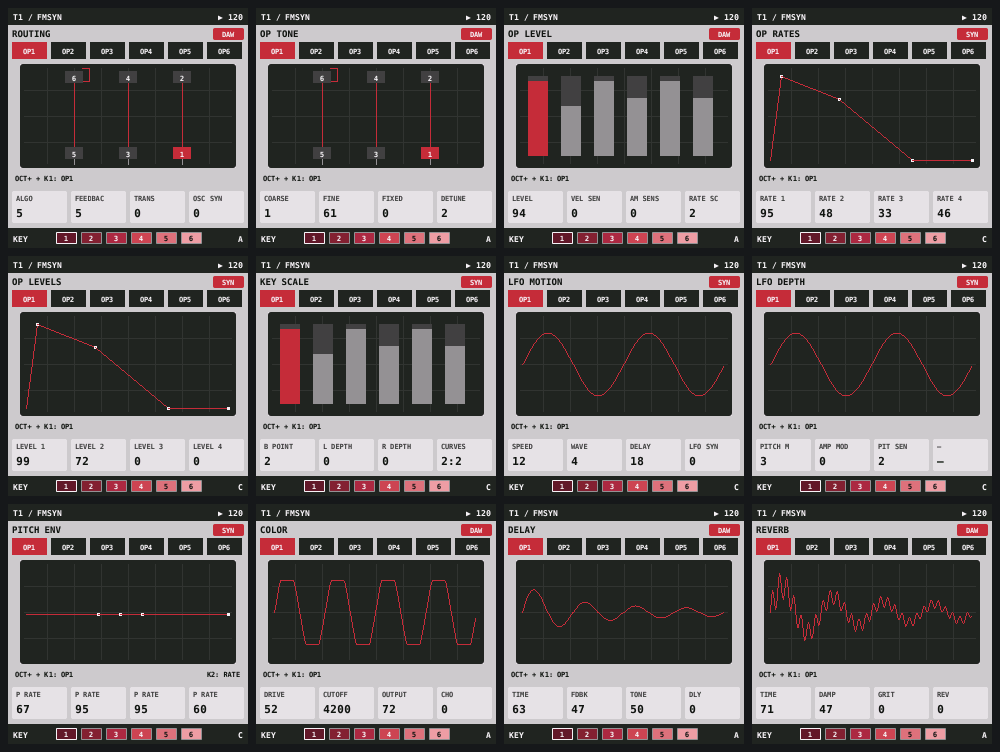 T1 / FMSYN ▶ 120
ROUTING DAW
OP1 OP2 OP3 OP4 OP5 OP6
6 4 2
5 3 1
OCT+ + K1: OP1
ALGO FEEDBAC TRANS OSC SYN
5 5 0 0
KEY 1 2 3 4 5 6 A
T1 / FMSYN ▶ 120
OP TONE DAW
OP1 OP2 OP3 OP4 OP5 OP6
6 4 2
5 3 1
OCT+ + K1: OP1
COARSE FINE FIXED DETUNE
1 61 0 2
KEY 1 2 3 4 5 6 A
T1 / FMSYN ▶ 120
OP LEVEL DAW
OP1 OP2 OP3 OP4 OP5 OP6
OCT+ + K1: OP1
LEVEL VEL SEN AM SENS RATE SC
94 0 0 2
KEY 1 2 3 4 5 6 A
T1 / FMSYN ▶ 120
OP RATES SYN
OP1 OP2 OP3 OP4 OP5 OP6
OCT+ + K1: OP1
RATE 1 RATE 2 RATE 3 RATE 4
95 48 33 46
KEY 1 2 3 4 5 6 C
T1 / FMSYN ▶ 120
OP LEVELS SYN
OP1 OP2 OP3 OP4 OP5 OP6
OCT+ + K1: OP1
LEVEL 1 LEVEL 2 LEVEL 3 LEVEL 4
99 72 0 0
KEY 1 2 3 4 5 6 C
T1 / FMSYN ▶ 120
KEY SCALE SYN
OP1 OP2 OP3 OP4 OP5 OP6
OCT+ + K1: OP1
B POINT L DEPTH R DEPTH CURVES
2 0 0 2:2
KEY 1 2 3 4 5 6 C
T1 / FMSYN ▶ 120
LFO MOTION SYN
OP1 OP2 OP3 OP4 OP5 OP6
OCT+ + K1: OP1
SPEED WAVE DELAY LFO SYN
12 4 18 0
KEY 1 2 3 4 5 6 C
T1 / FMSYN ▶ 120
LFO DEPTH SYN
OP1 OP2 OP3 OP4 OP5 OP6
OCT+ + K1: OP1
PITCH M AMP MOD PIT SEN —
3 0 2 —
KEY 1 2 3 4 5 6 C
T1 / FMSYN ▶ 120
PITCH ENV SYN
OP1 OP2 OP3 OP4 OP5 OP6
OCT+ + K1: OP1 K2: RATE
P RATE P RATE P RATE P RATE
67 95 95 60
KEY 1 2 3 4 5 6 C
T1 / FMSYN ▶ 120
COLOR DAW
OP1 OP2 OP3 OP4 OP5 OP6
OCT+ + K1: OP1
DRIVE CUTOFF OUTPUT CHO
52 4200 72 0
KEY 1 2 3 4 5 6 A
T1 / FMSYN ▶ 120
DELAY DAW
OP1 OP2 OP3 OP4 OP5 OP6
OCT+ + K1: OP1
TIME FDBK TONE DLY
63 47 50 0
KEY 1 2 3 4 5 6 A
T1 / FMSYN ▶ 120
REVERB DAW
OP1 OP2 OP3 OP4 OP5 OP6
OCT+ + K1: OP1
TIME DAMP GRIT REV
71 47 0 0
KEY 1 2 3 4 5 6 A